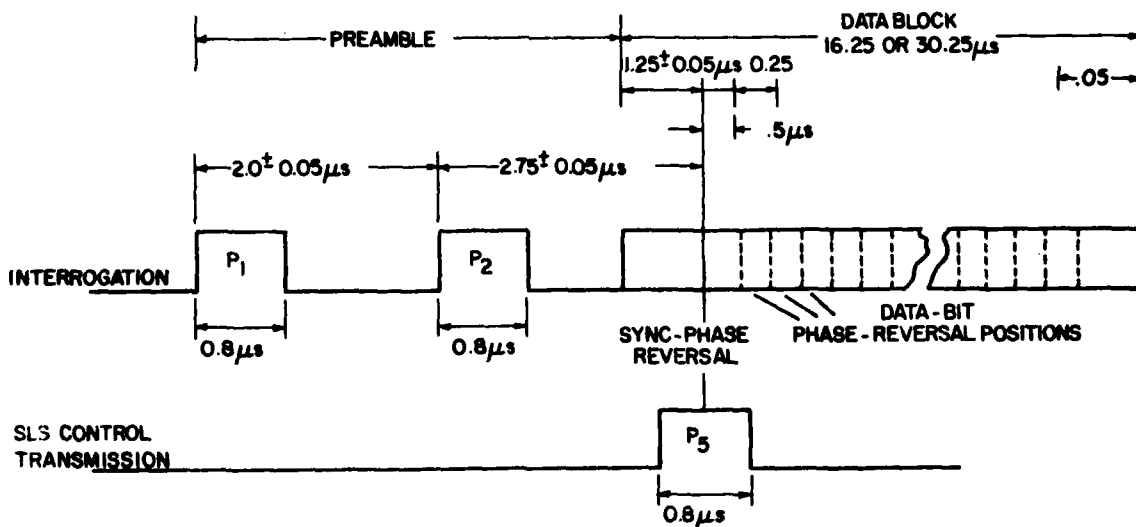 PREAMBLE
DATA BLOCK
16.25 OR 30.25μs
1.25±0.05μs 0.25
.05
.5μs
2.0±0.05μs
2.75±0.05μs
INTERROGATION
P1
P2
0.8μs
0.8μs
SYNC-PHASE
REVERSAL
DATA-BIT
PHASE-REVERSAL POSITIONS
SLS CONTROL
TRANSMISSION
P5
0.8μs